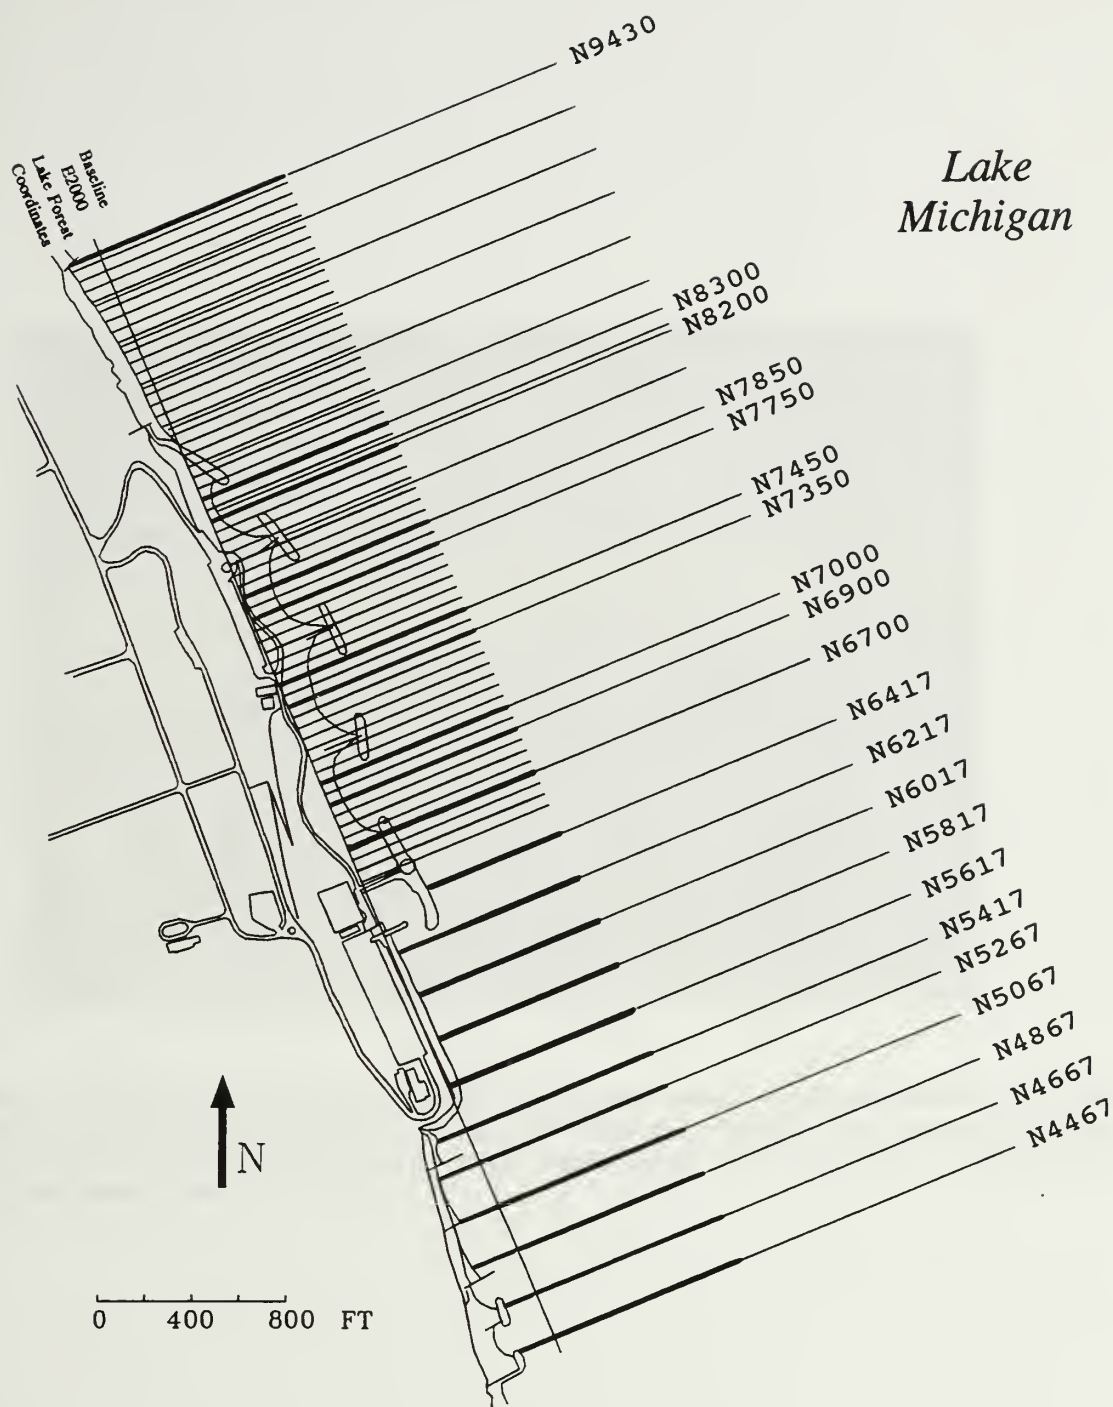 N9430
Lake
Michigan
Baseline
E2000
Lake Forest
Coordinates
N8300
N8200
N7850
N7750
N7450
N7350
N7000
N6900
N6700
N6417
N6217
N6017
N5817
N5617
N5417
N5267
N5067
N4867
N4667
N4467
N
0 400 800 FT